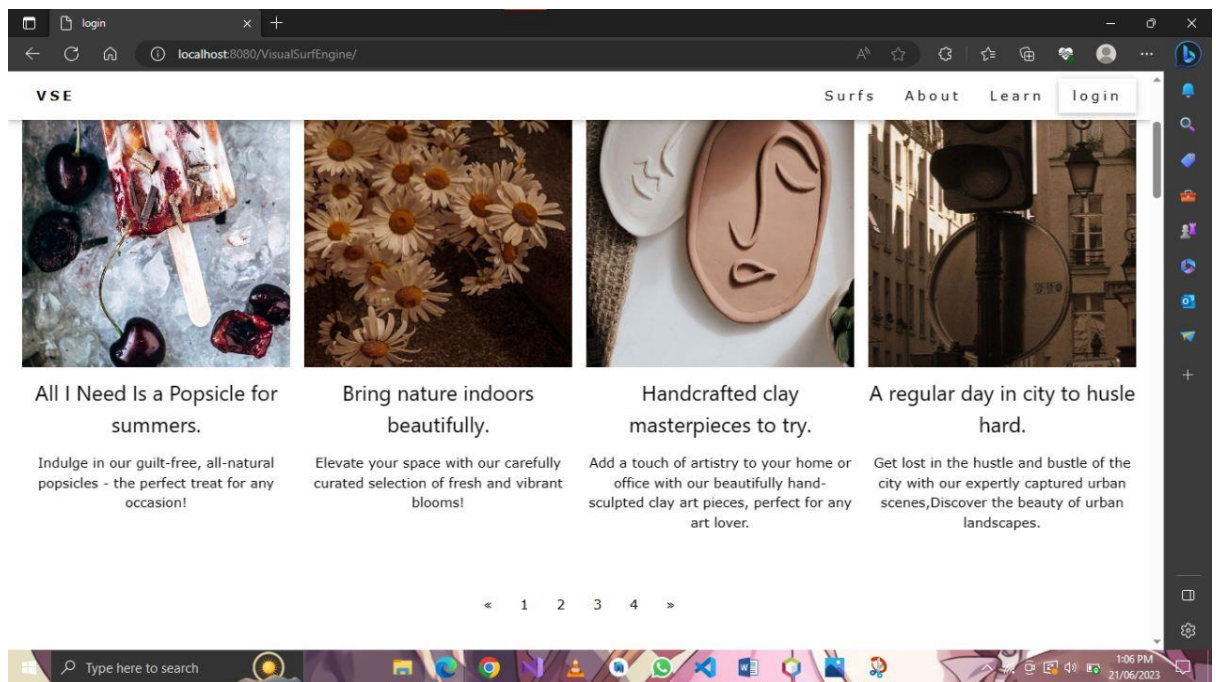 login
localhost:8080/VisualSurfEngine/
VSE
Surfs About Learn login
All I Need Is a Popsicle for
summers.
Indulge in our guilt-free, all-natural
popsicles - the perfect treat for any
occasion!
Bring nature indoors
beautifully.
Elevate your space with our carefully
curated selection of fresh and vibrant
blooms!
Handcrafted clay
masterpieces to try.
Add a touch of artistry to your home or
office with our beautifully hand-
sculpted clay art pieces, perfect for any
art lover.
A regular day in city to husle
hard.
Get lost in the hustle and bustle of the
city with our expertly captured urban
scenes,Discover the beauty of urban
landscapes.
« 1 2 3 4 »
Type here to search
1:06 PM
21/06/2023